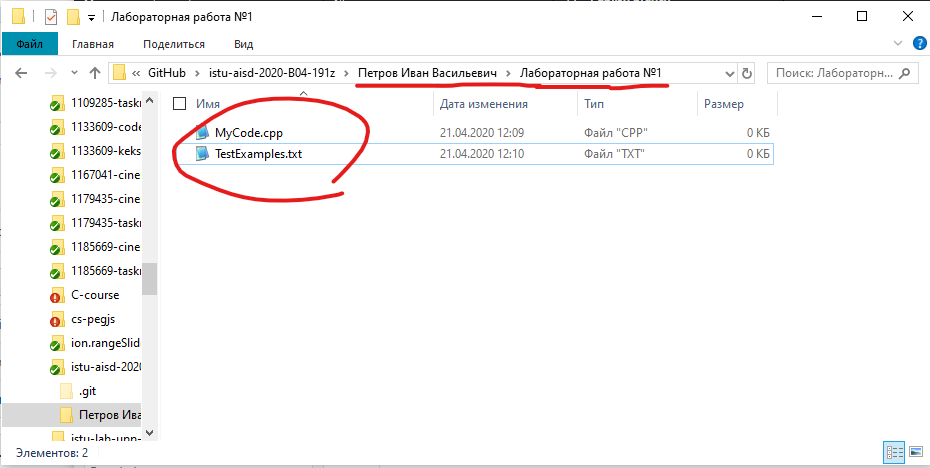 Лабораторная работа №1
Файл Главная Поделиться Вид
« GitHub › istu-aisd-2020-B04-191z › Петров Иван Васильевич › Лабораторная работа №1
Поиск: Лабораторн...
Имя Дата изменения Тип Размер
MyCode.cpp 21.04.2020 12:09 Файл "CPP" 0 КБ
TestExamples.txt 21.04.2020 12:10 Файл "TXT" 0 КБ
1109285-taskm
1133609-code
1133609-keks
1167041-cine
1179435-cine
1179435-taskm
1185669-cine
1185669-taskm
C-course
cs-pegjs
ion.rangeSlid
istu-aisd-2020
.git
Петров Ива
istu-lab-upp-
Элементов: 2